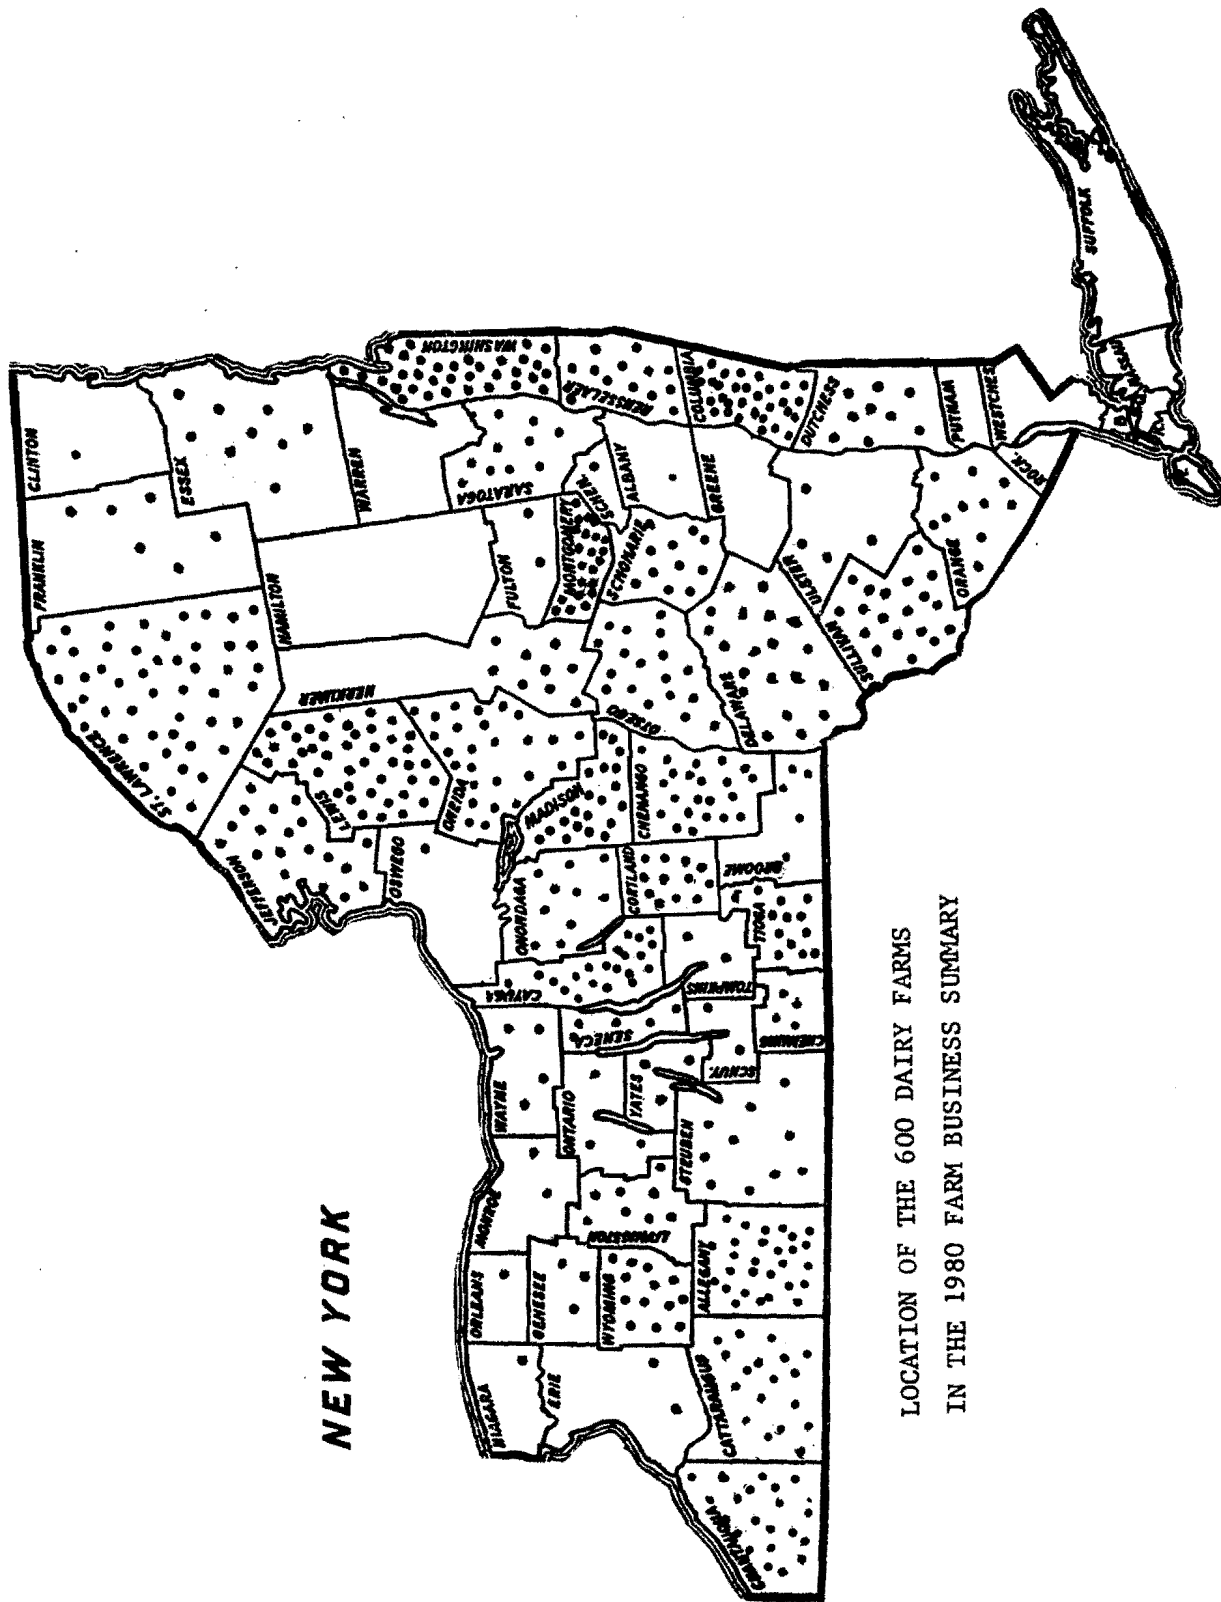 NEW YORK
CLINTON
FRANKLIN
ESSEX
ST. LAWRENCE
HAMILTON
WARREN
WASHINGTON
HERKIMER
LEWIS
JEFFERSON
OSWEGO
ONEIDA
FULTON
SARATOGA
MONTGOMERY
SCHEN.
RENSSELAER
ALBANY
SCHOHARIE
OTSEGO
MADISON
ONONDAGA
CAYUGA
WAYNE
MONROE
ORLEANS
NIAGARA
ERIE
GENESEE
WYOMING
LIVINGSTON
ONTARIO
YATES
SENECA
CORTLAND
CHENANGO
DELAWARE
GREENE
COLUMBIA
DUTCHESS
ULSTER
SULLIVAN
ORANGE
PUTNAM
WESTCHES.
ROCK.
BROOME
TIOGA
TOMPKINS
SCHUY.
CHEMUNG
STEUBEN
ALLEGANY
CATTARAUGUS
SUFFOLK
LOCATION OF THE 600 DAIRY FARMS
IN THE 1980 FARM BUSINESS SUMMARY